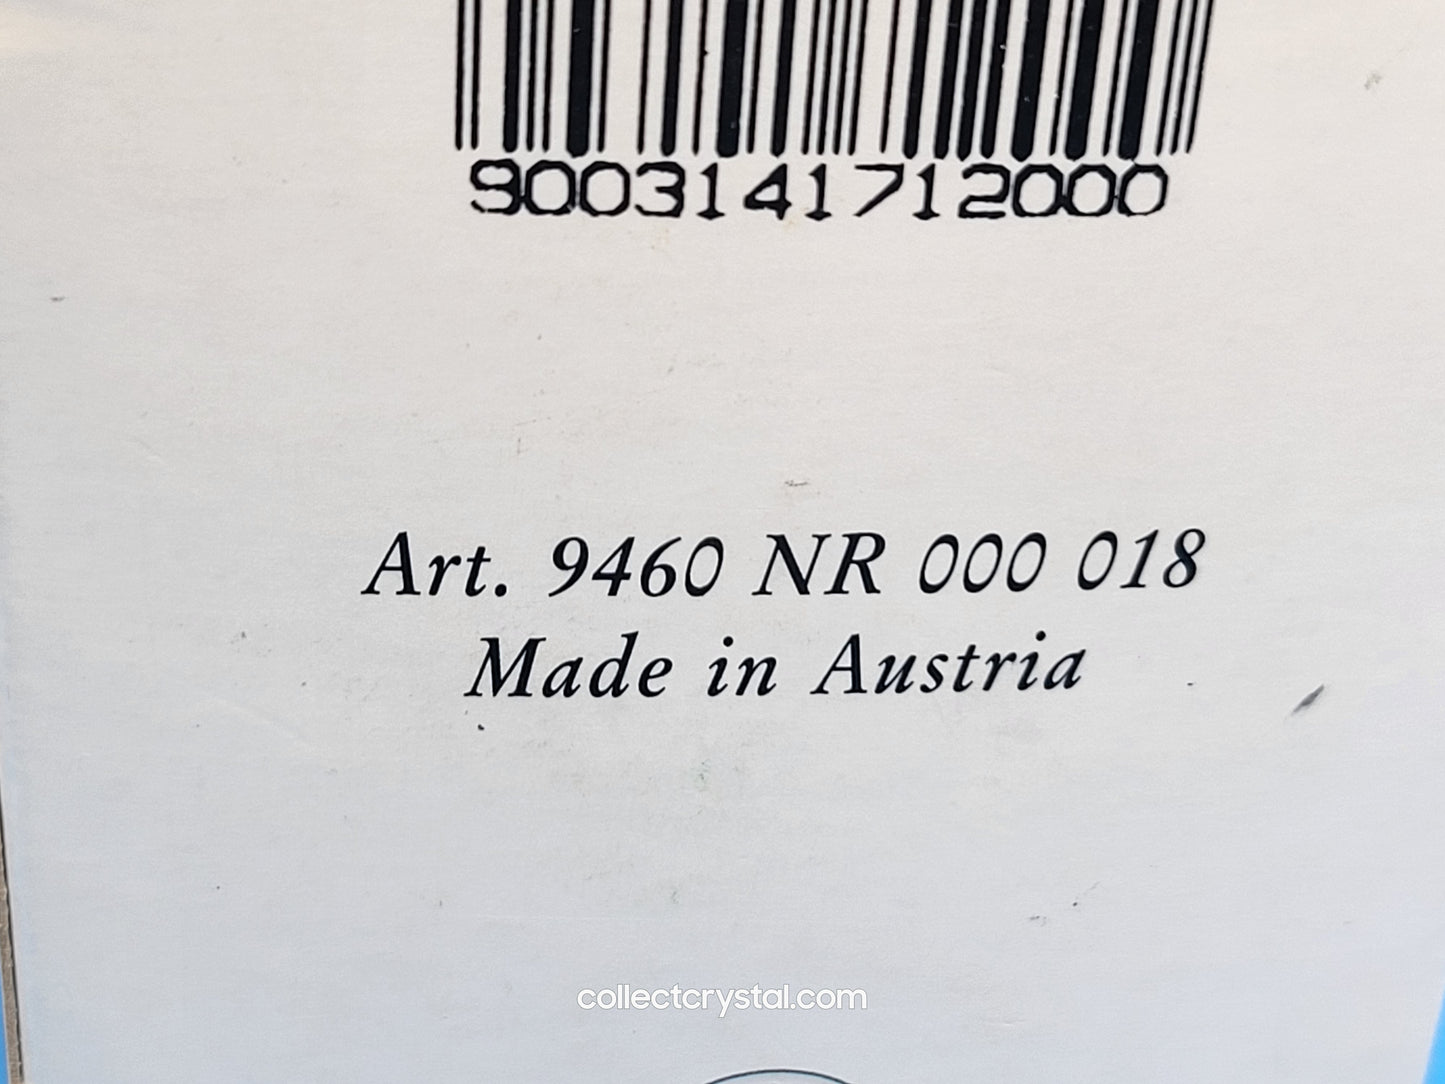 9003141712000
Art. 9460 NR 000 018
Made in Austria
collectcrystal.com